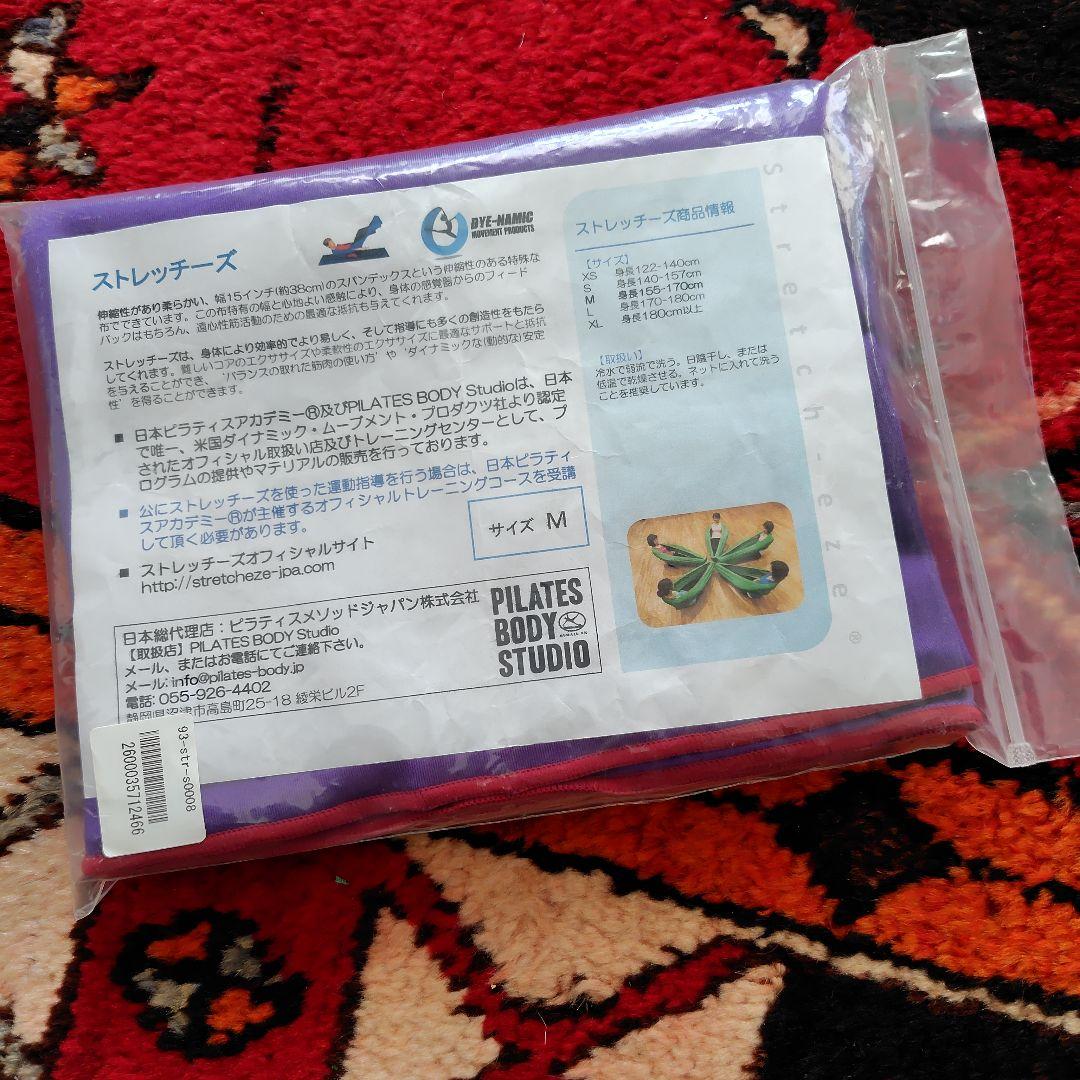 ストレッチーズ
DYE-NAMIC
MOVEMENT PRODUCTS
伸縮性があり柔らかい、幅15インチ(約38cm)のスパンデックスという伸縮性のある特殊な
布でできています。この布特有の幅と心地よい感触により、身体の感覚器からのフィード
バックはもちろん、遠心性筋活動のための最適な抵抗も与えてくれます。
ストレッチーズは、身体により効率的でより易しく、そして指導にも多くの創造性をもたら
してくれます。難しいコアのエクササイズや柔軟性のエクササイズに最適なサポートと抵抗
を与えることができ、'バランスの取れた筋肉の使い方' や 'ダイナミックな(動的な)安定
性' を得ることができます。
■ 日本ピラティスアカデミー®及びPILATES BODY Studioは、日本
で唯一、米国ダイナミック・ムーブメント・プロダクツ社より認定
されたオフィシャル取扱い店及びトレーニングセンターとして、プ
ログラムの提供やマテリアルの販売を行っております。
■ 公にストレッチーズを使った運動指導を行う場合は、日本ピラティ
スアカデミー®が主催するオフィシャルトレーニングコースを受講
して頂く必要があります。
サイズ M
■ ストレッチーズオフィシャルサイト
http://stretcheze-jpa.com
日本総代理店：ピラティスメソッドジャパン株式会社
【取扱店】PILATES BODY Studio
メール、またはお電話にてご連絡下さい。
メール: info@pilates-body.jp
電話: 055-926-4402
静岡県沼津市高島町25-18 綾栄ビル2F
PILATES
BODY
STUDIO
ストレッチーズ商品情報
【サイズ】
XS 身長122-140cm
S 身長140-157cm
M 身長155-170cm
L 身長170-180cm
XL 身長180cm以上
【取扱い】
冷水で弱流で洗う。日陰干し、または
低温で乾燥させる。ネットに入れて洗う
ことを推奨しています。
Stretch-eze®
93-str-s0008
2600035712466